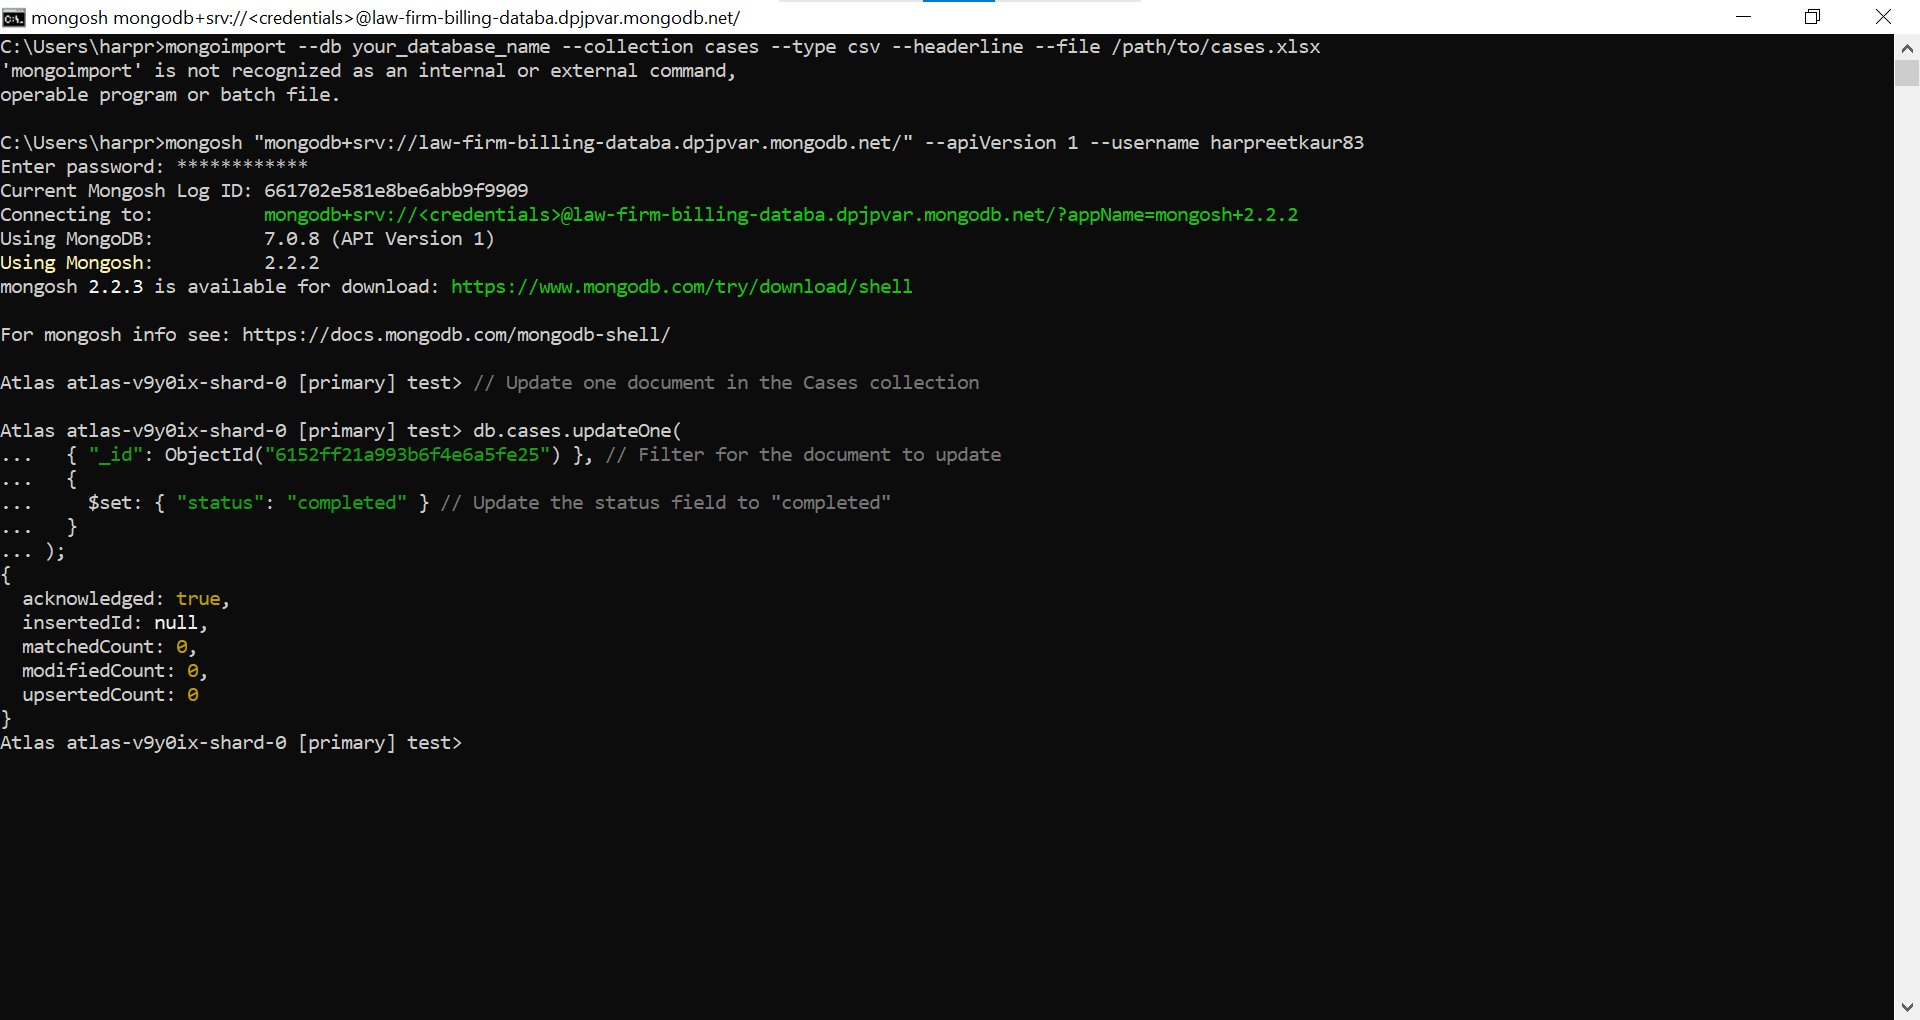 mongosh mongodb+srv://<credentials>@law-firm-billing-databa.dpjpvar.mongodb.net/
C:\Users\harpr>mongoimport --db your_database_name --collection cases --type csv --headerline --file /path/to/cases.xlsx
'mongoimport' is not recognized as an internal or external command,
operable program or batch file.
C:\Users\harpr>mongosh "mongodb+srv://law-firm-billing-databa.dpjpvar.mongodb.net/" --apiVersion 1 --username harpreetkaur83
Enter password: ************
Current Mongosh Log ID: 661702e581e8be6abb9f9909
Connecting to:          mongodb+srv://<credentials>@law-firm-billing-databa.dpjpvar.mongodb.net/?appName=mongosh+2.2.2
Using MongoDB:          7.0.8 (API Version 1)
Using Mongosh:          2.2.2
mongosh 2.2.3 is available for download: https://www.mongodb.com/try/download/shell
For mongosh info see: https://docs.mongodb.com/mongodb-shell/
Atlas atlas-v9y0ix-shard-0 [primary] test> // Update one document in the Cases collection
Atlas atlas-v9y0ix-shard-0 [primary] test> db.cases.updateOne(
...   { "_id": ObjectId("6152ff21a993b6f4e6a5fe25") }, // Filter for the document to update
...   {
...     $set: { "status": "completed" } // Update the status field to "completed"
...   }
... );
{
  acknowledged: true,
  insertedId: null,
  matchedCount: 0,
  modifiedCount: 0,
  upsertedCount: 0
}
Atlas atlas-v9y0ix-shard-0 [primary] test>